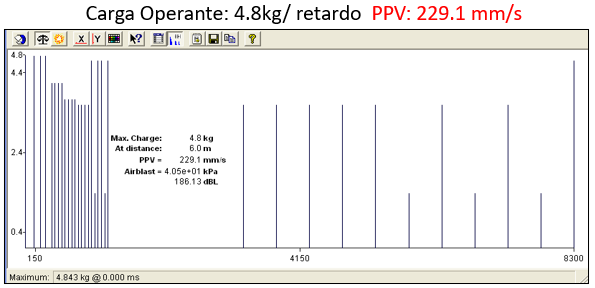 Carga Operante: 4.8kg/ retardo PPV: 229.1 mm/s
X Y ?
4.8
4.4
2.4
0.4
Max. Charge: 4.8 kg
At distance: 6.0 m
PPV = 229.1 mm/s
Airblast = 4.05e+01 kPa
186.13 dBL
150 4150 8300
Maximum: 4.843 kg @ 0.000 ms